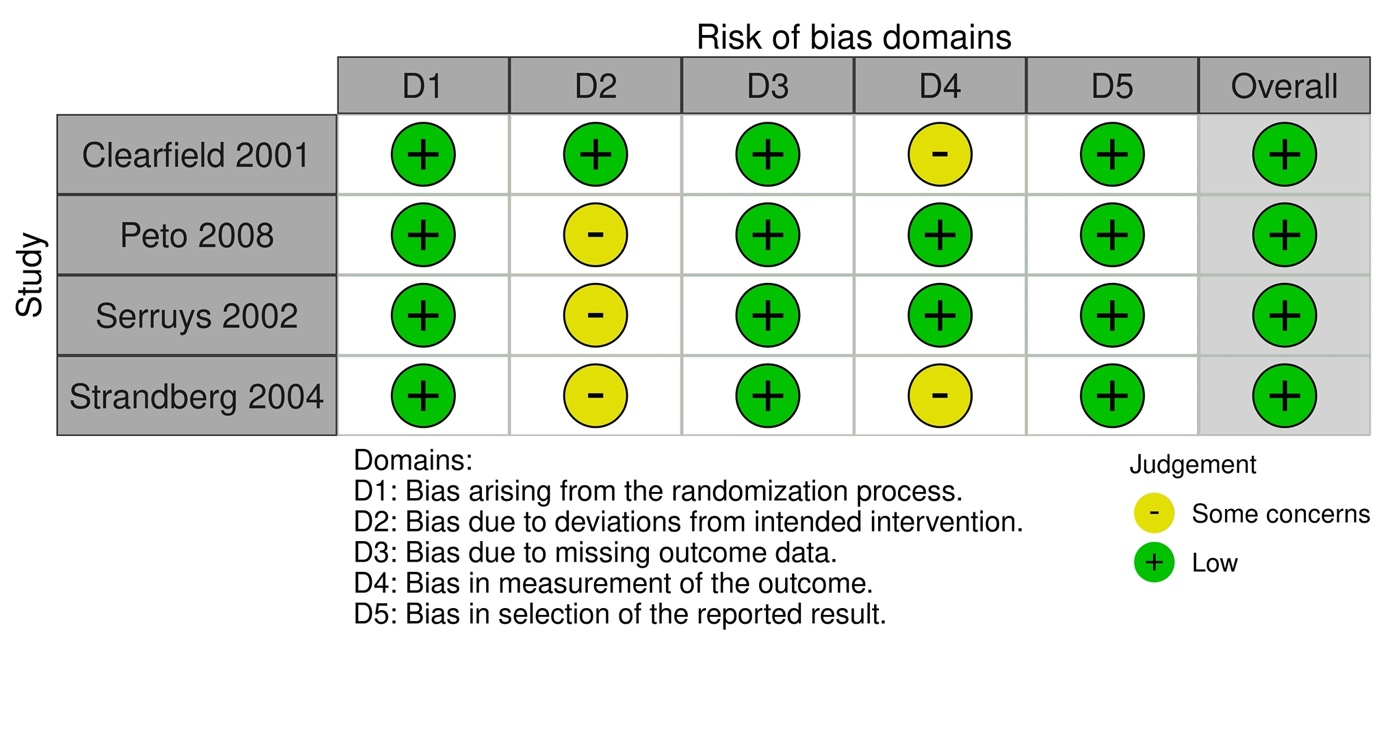 Risk of bias domains
D1 D2 D3 D4 D5 Overall
Study
Clearfield 2001 + + + - + +
Peto 2008 + - + + + +
Serruys 2002 + - + + + +
Strandberg 2004 + - + - + +
Domains:
D1: Bias arising from the randomization process.
D2: Bias due to deviations from intended intervention.
D3: Bias due to missing outcome data.
D4: Bias in measurement of the outcome.
D5: Bias in selection of the reported result.
Judgement
- Some concerns
+ Low